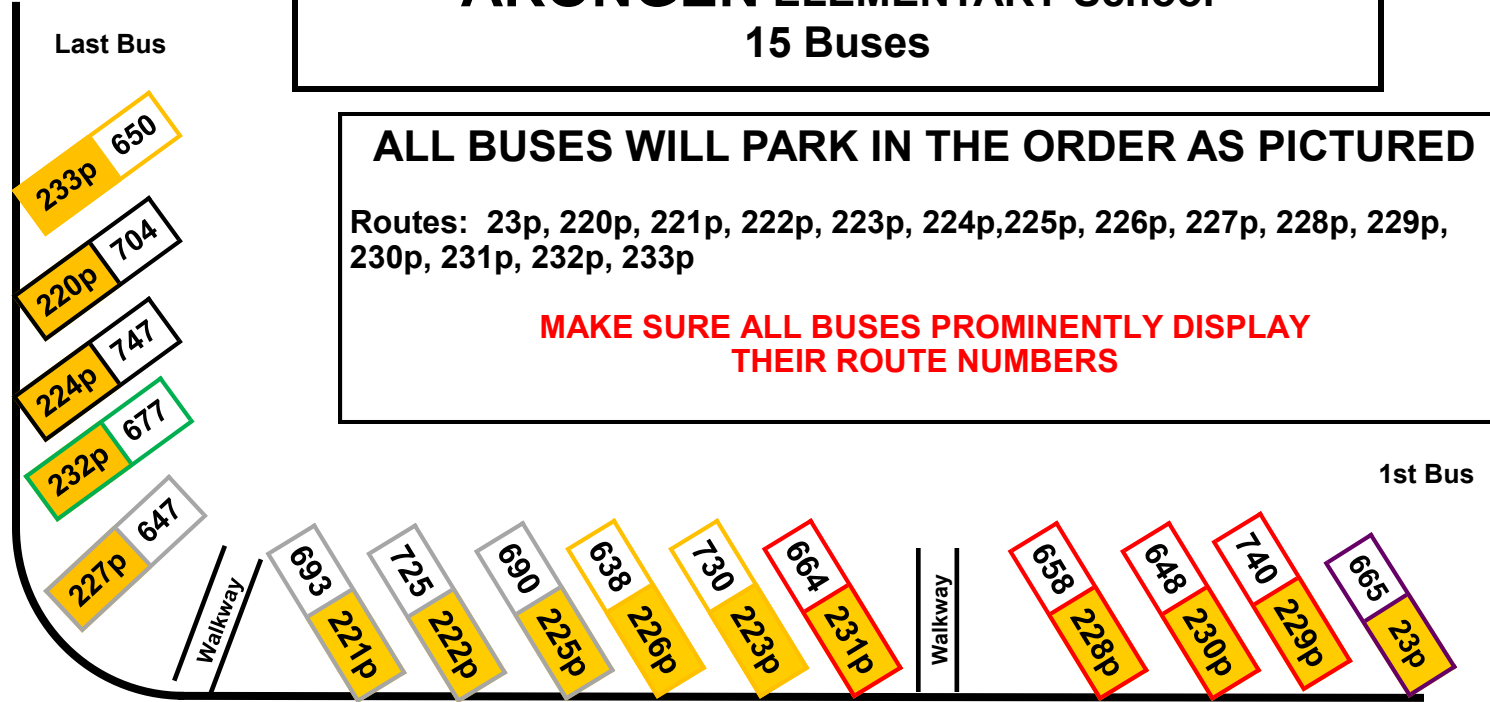 ARONGEN ELEMENTARY School
15 Buses
Last Bus
ALL BUSES WILL PARK IN THE ORDER AS PICTURED
Routes: 23p, 220p, 221p, 222p, 223p, 224p,225p, 226p, 227p, 228p, 229p,
230p, 231p, 232p, 233p
MAKE SURE ALL BUSES PROMINENTLY DISPLAY
THEIR ROUTE NUMBERS
1st Bus
233p 650
220p 704
224p 747
232p 677
227p 647
Walkway
693 221p
725 222p
690 225p
638 226p
730 223p
664 231p
Walkway
658 228p
648 230p
740 229p
665 23p